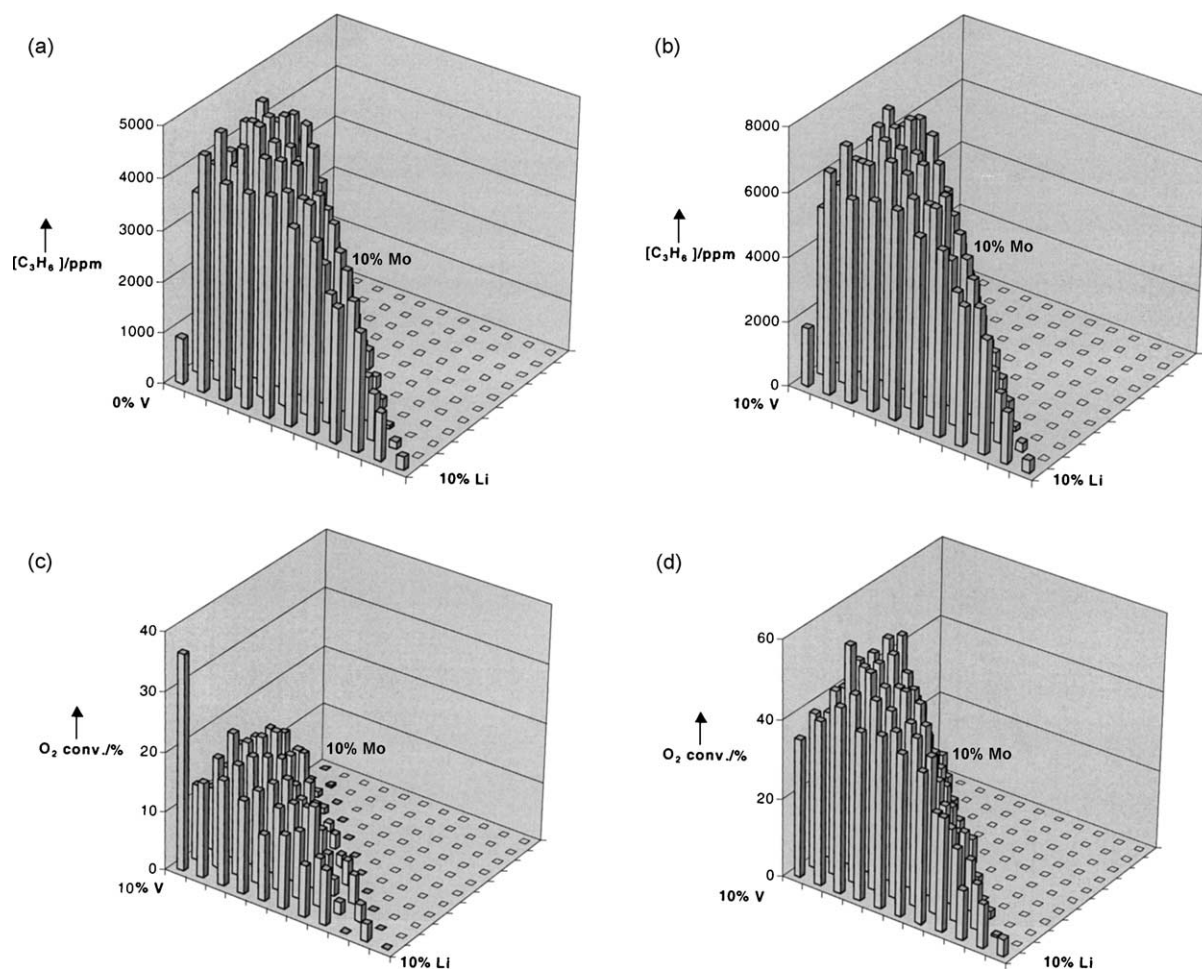 (a)
5000
4000
3000
2000
1000
0
[C₃H₆ ]/ppm
0% V
10% Mo
10% Li
(b)
8000
6000
4000
2000
0
[C₃H₆ ]/ppm
10% V
10% Mo
10% Li
(c)
40
30
20
10
0
O₂ conv./%
10% V
10% Mo
10% Li
(d)
60
40
20
0
O₂ conv./%
10% V
10% Mo
10% Li